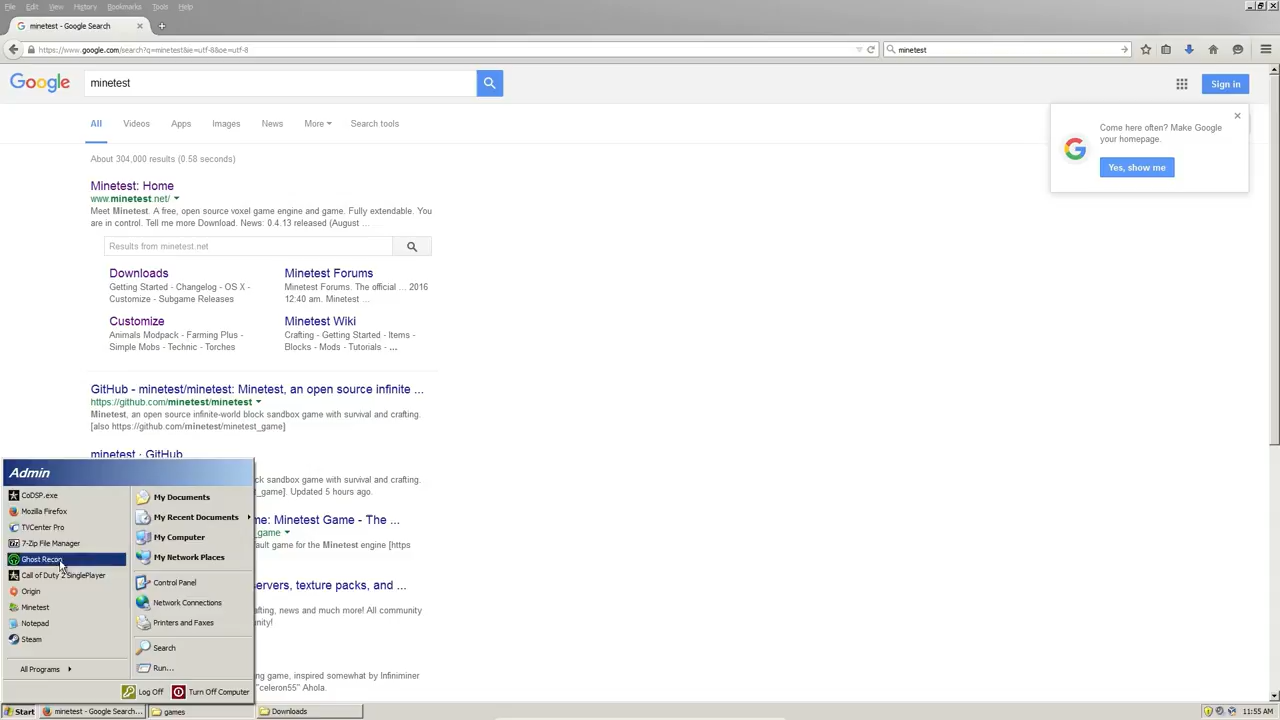 File Edit View History Bookmarks Tools Help
minetest - Google Search
https://www.google.com/search?q=minetest&ie=utf-8&oe=utf-8
minetest
Google
minetest
Sign in
All Videos Apps Images News More Search tools
Come here often? Make Google
your homepage.
Yes, show me
About 304,000 results (0.58 seconds)
Minetest: Home
www.minetest.net/
Meet Minetest. A free, open source voxel game engine and game. Fully extendable. You
are in control. Tell me more Download. News: 0.4.13 released (August ...
Results from minetest.net
Downloads
Getting Started - Changelog - OS X -
Customize - Subgame Releases
Minetest Forums
Minetest Forums. The official ... 2016
12:40 am. Minetest ...
Customize
Animals Modpack - Farming Plus -
Simple Mobs - Technic - Torches
Minetest Wiki
Crafting - Getting Started - Items -
Blocks - Mods - Tutorials - ...
GitHub - minetest/minetest: Minetest, an open source infinite ...
https://github.com/minetest/minetest
Minetest, an open source infinite-world block sandbox game with survival and crafting.
[also https://github.com/minetest/minetest_game]
minetest · GitHub
ck sandbox game with survival and crafting.
_game]. Updated 5 hours ago.
me: Minetest Game - The ...
_game
ault game for the Minetest engine [https
ervers, texture packs, and ...
afting, news and much more! All community
unity!
ng game, inspired somewhat by Infiniminer
"celeron55" Ahola.
Admin
CoDSP.exe
Mozilla Firefox
TVCenter Pro
7-Zip File Manager
Ghost Recon
Call of Duty 2 SinglePlayer
Origin
Minetest
Notepad
Steam
All Programs
My Documents
My Recent Documents
My Computer
My Network Places
Control Panel
Network Connections
Printers and Faxes
Search
Run...
Log Off Turn Off Computer
Start minetest - Google Search... games Downloads 11:55 AM